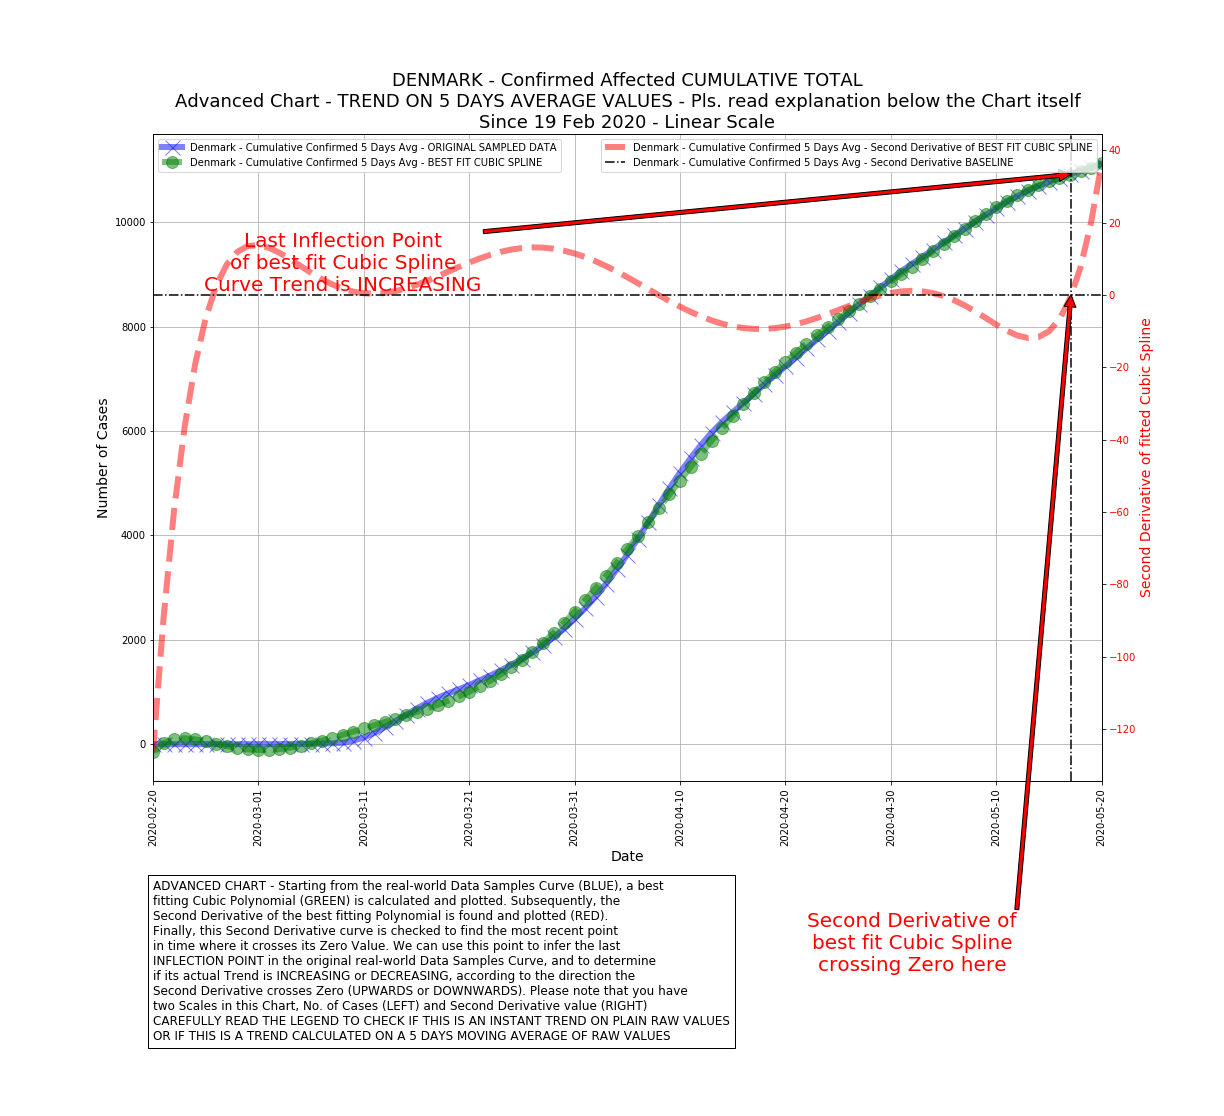 DENMARK - Confirmed Affected CUMULATIVE TOTAL
Advanced Chart - TREND ON 5 DAYS AVERAGE VALUES - Pls. read explanation below the Chart itself
Since 19 Feb 2020 - Linear Scale
Denmark - Cumulative Confirmed 5 Days Avg - ORIGINAL SAMPLED DATA
Denmark - Cumulative Confirmed 5 Days Avg - BEST FIT CUBIC SPLINE
Denmark - Cumulative Confirmed 5 Days Avg - Second Derivative of BEST FIT CUBIC SPLINE
Denmark - Cumulative Confirmed 5 Days Avg - Second Derivative BASELINE
Last Inflection Point
of best fit Cubic Spline
Curve Trend is INCREASING
Number of Cases
10000
8000
6000
4000
2000
0
40
20
0
−20
−40
−60
−80
−100
−120
Second Derivative of fitted Cubic Spline
2020-02-20
2020-03-01
2020-03-11
2020-03-21
2020-03-31
2020-04-10
2020-04-20
2020-04-30
2020-05-10
2020-05-20
Date
ADVANCED CHART - Starting from the real-world Data Samples Curve (BLUE), a best
fitting Cubic Polynomial (GREEN) is calculated and plotted. Subsequently, the
Second Derivative of the best fitting Polynomial is found and plotted (RED).
Finally, this Second Derivative curve is checked to find the most recent point
in time where it crosses its Zero Value. We can use this point to infer the last
INFLECTION POINT in the original real-world Data Samples Curve, and to determine
if its actual Trend is INCREASING or DECREASING, according to the direction the
Second Derivative crosses Zero (UPWARDS or DOWNWARDS). Please note that you have
two Scales in this Chart, No. of Cases (LEFT) and Second Derivative value (RIGHT)
CAREFULLY READ THE LEGEND TO CHECK IF THIS IS AN INSTANT TREND ON PLAIN RAW VALUES
OR IF THIS IS A TREND CALCULATED ON A 5 DAYS MOVING AVERAGE OF RAW VALUES
Second Derivative of
best fit Cubic Spline
crossing Zero here